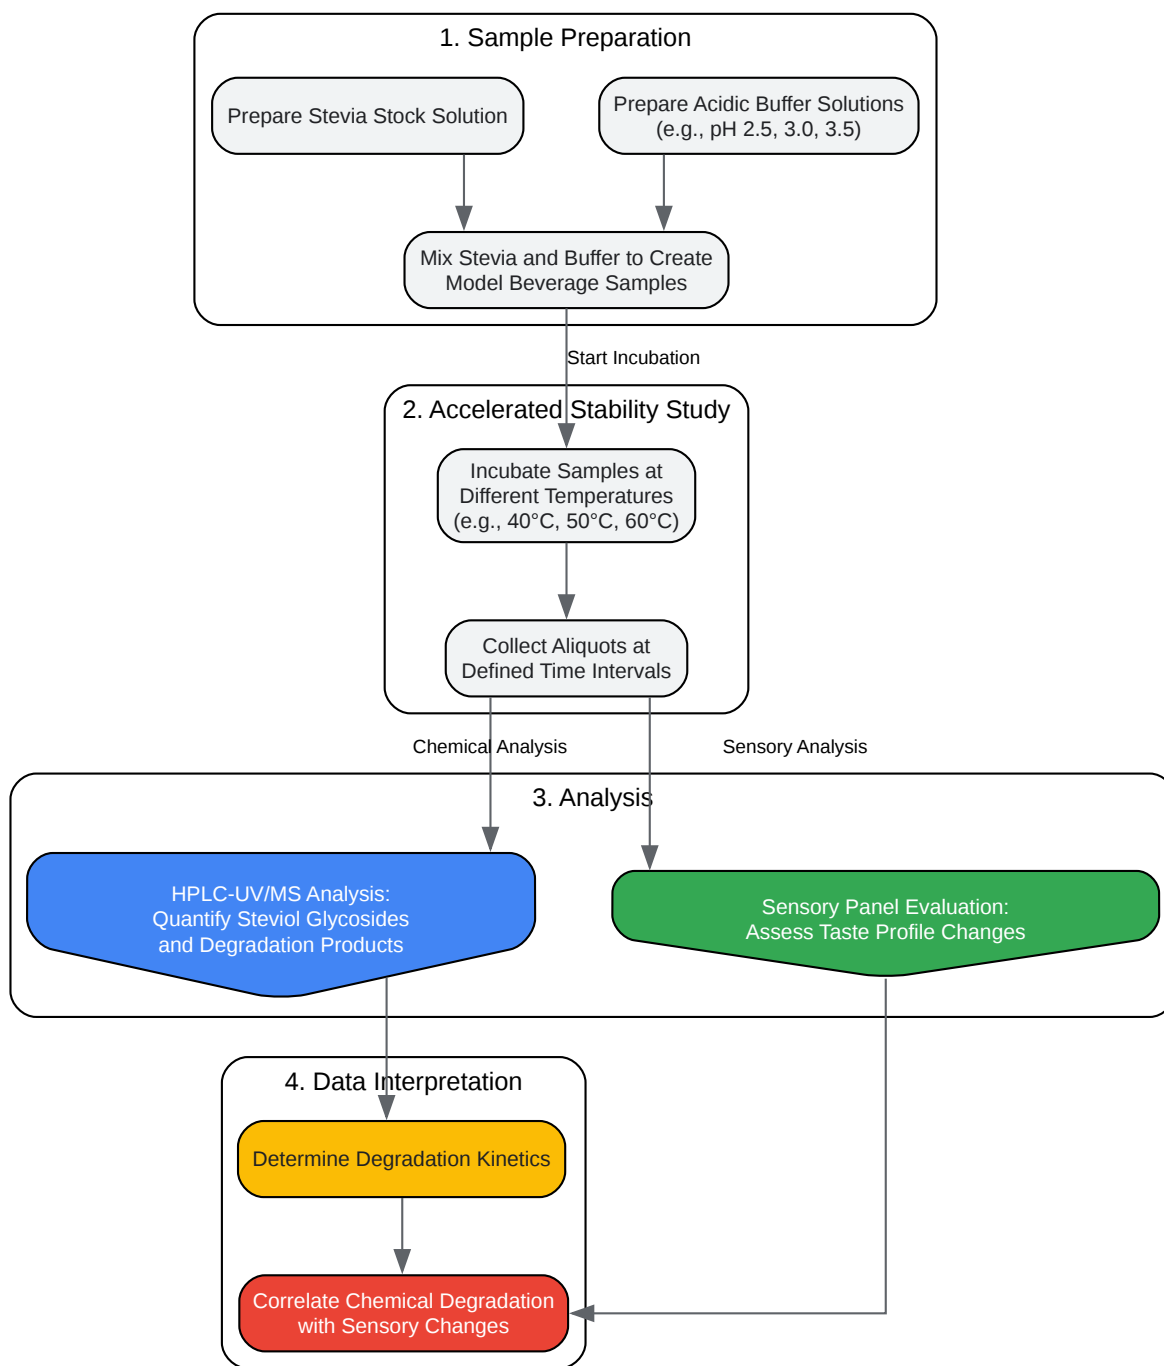 1. Sample Preparation
Prepare Stevia Stock Solution
Prepare Acidic Buffer Solutions
(e.g., pH 2.5, 3.0, 3.5)
Mix Stevia and Buffer to Create
Model Beverage Samples
Start Incubation
2. Accelerated Stability Study
Incubate Samples at
Different Temperatures
(e.g., 40°C, 50°C, 60°C)
Collect Aliquots at
Defined Time Intervals
Chemical Analysis
Sensory Analysis
3. Analysis
HPLC-UV/MS Analysis:
Quantify Steviol Glycosides
and Degradation Products
Sensory Panel Evaluation:
Assess Taste Profile Changes
4. Data Interpretation
Determine Degradation Kinetics
Correlate Chemical Degradation
with Sensory Changes